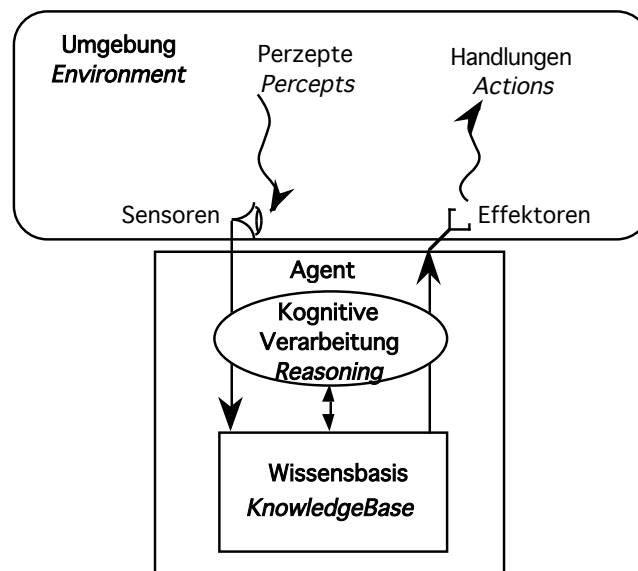 Umgebung
Environment
Perzepte
Percepts
Handlungen
Actions
Sensoren
Effektoren
Agent
Kognitive
Verarbeitung
Reasoning
Wissensbasis
KnowledgeBase